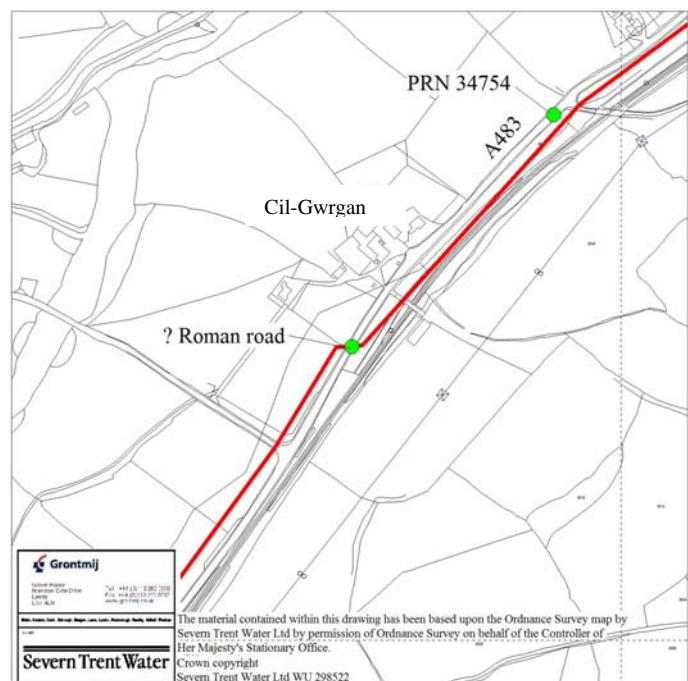 PRN 34754
A483
Cil-Gwrgan
? Roman road
Grontmij
The material contained within this drawing has been based upon the Ordnance Survey map by
Severn Trent Water Ltd by permission of Ordnance Survey on behalf of the Controller of
Her Majesty's Stationary Office.
Crown copyright
Severn Trent Water Ltd WU 298522
Severn Trent Water